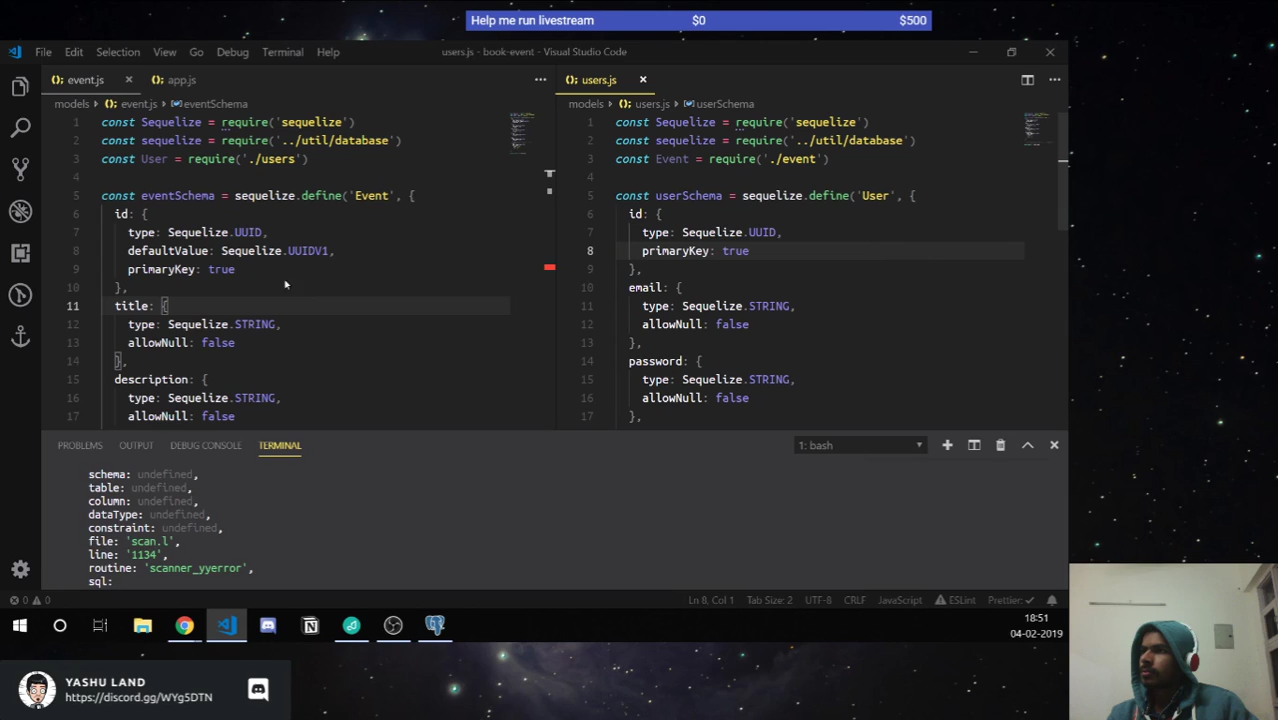 Help me run livestream $0 $500
File Edit Selection View Go Debug Terminal Help users.js - book-event - Visual Studio Code
event.js app.js
models > event.js > eventSchema
1 const Sequelize = require('sequelize')
2 const sequelize = require('../util/database')
3 const User = require('./users')
4
5 const eventSchema = sequelize.define('Event', {
6 id: {
7 type: Sequelize.UUID,
8 defaultValue: Sequelize.UUIDV1,
9 primaryKey: true
10 },
11 title: {
12 type: Sequelize.STRING,
13 allowNull: false
14 },
15 description: {
16 type: Sequelize.STRING,
17 allowNull: false
users.js
models > users.js > userSchema
1 const Sequelize = require('sequelize')
2 const sequelize = require('../util/database')
3 const Event = require('./event')
4
5 const userSchema = sequelize.define('User', {
6 id: {
7 type: Sequelize.UUID,
8 primaryKey: true
9 },
10 email: {
11 type: Sequelize.STRING,
12 allowNull: false
13 },
14 password: {
15 type: Sequelize.STRING,
16 allowNull: false
17 },
PROBLEMS OUTPUT DEBUG CONSOLE TERMINAL 1: bash
schema: undefined,
table: undefined,
column: undefined,
dataType: undefined,
constraint: undefined,
file: 'scan.l',
line: '1134',
routine: 'scanner_yyerror',
sql:
0 0 Ln 8, Col 1 Tab Size: 2 UTF-8 CRLF JavaScript ESLint Prettier: ✓
18:51
04-02-2019
YASHU LAND
https://discord.gg/WYg5DTN